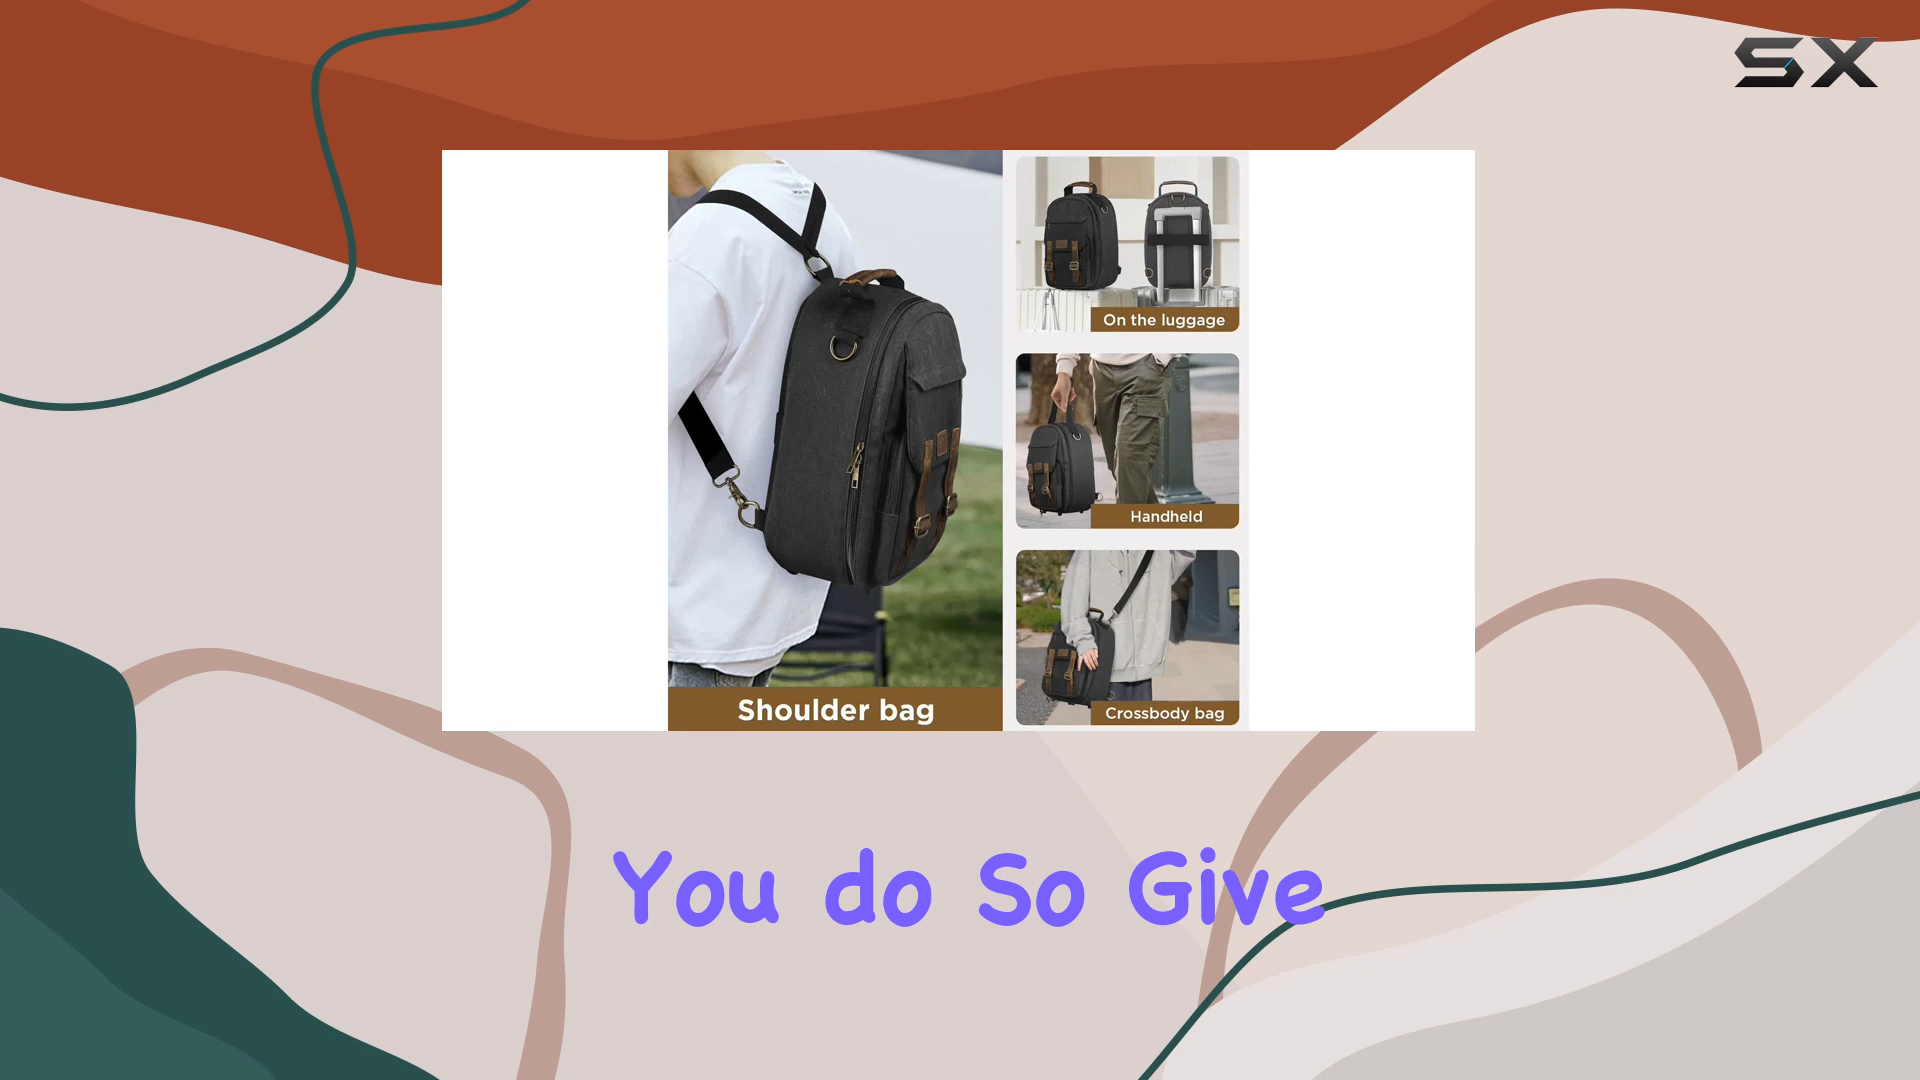 SX
Shoulder bag
On the luggage
Handheld
Crossbody bag
You do So Give